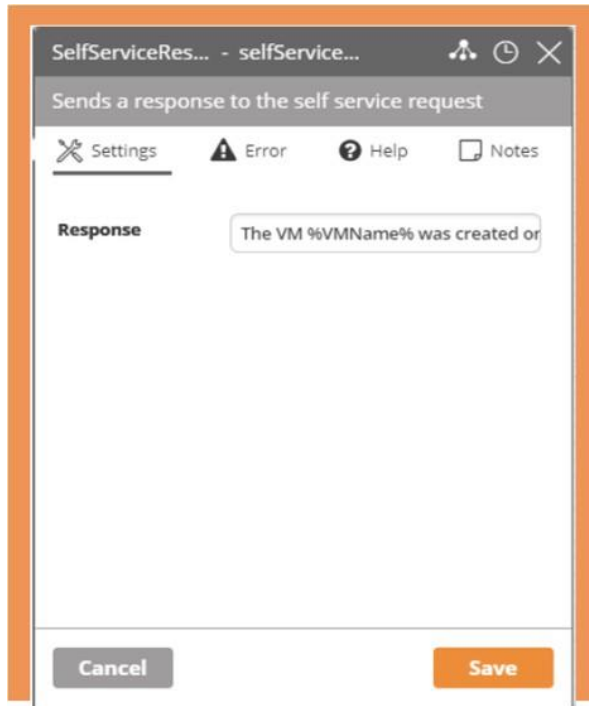 SelfServiceRes... - selfService...
Sends a response to the self service request
Settings Error Help Notes
Response The VM %VMName% was created or
Cancel Save